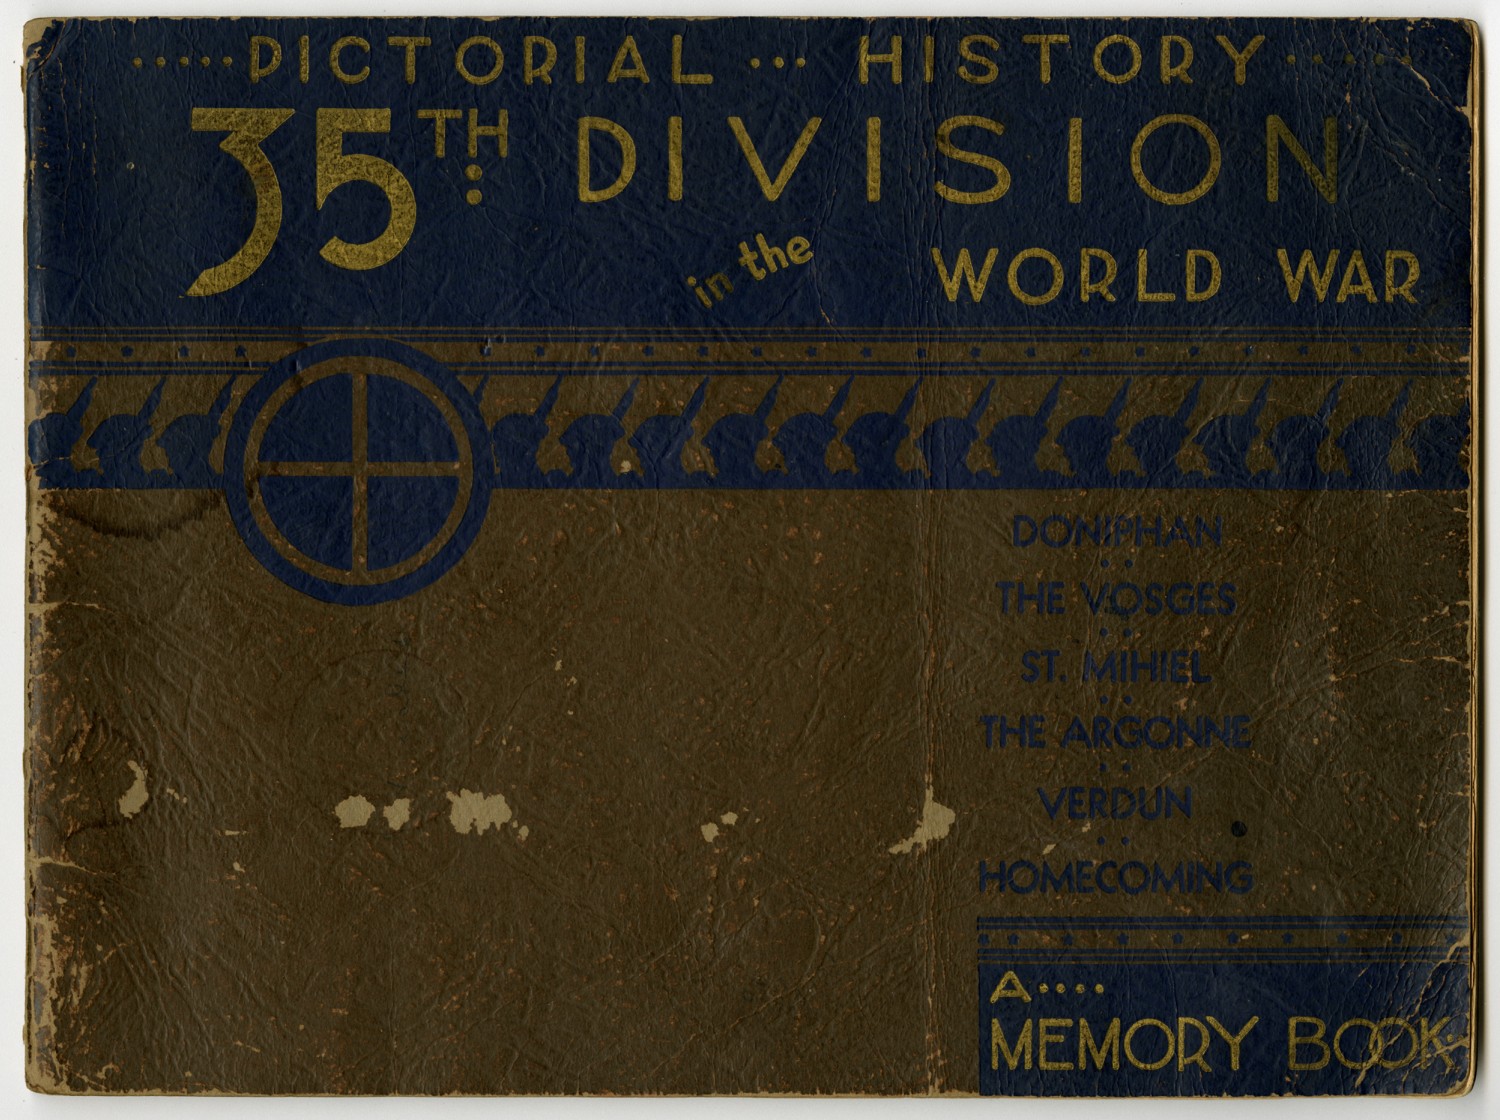 PICTORIAL ... HISTORY
35TH DIVISION
in the WORLD WAR
DONIPHAN
THE VOSGES
ST. MIHIEL
THE ARGONNE
VERDUN
HOMECOMING
A....
MEMORY BOOK